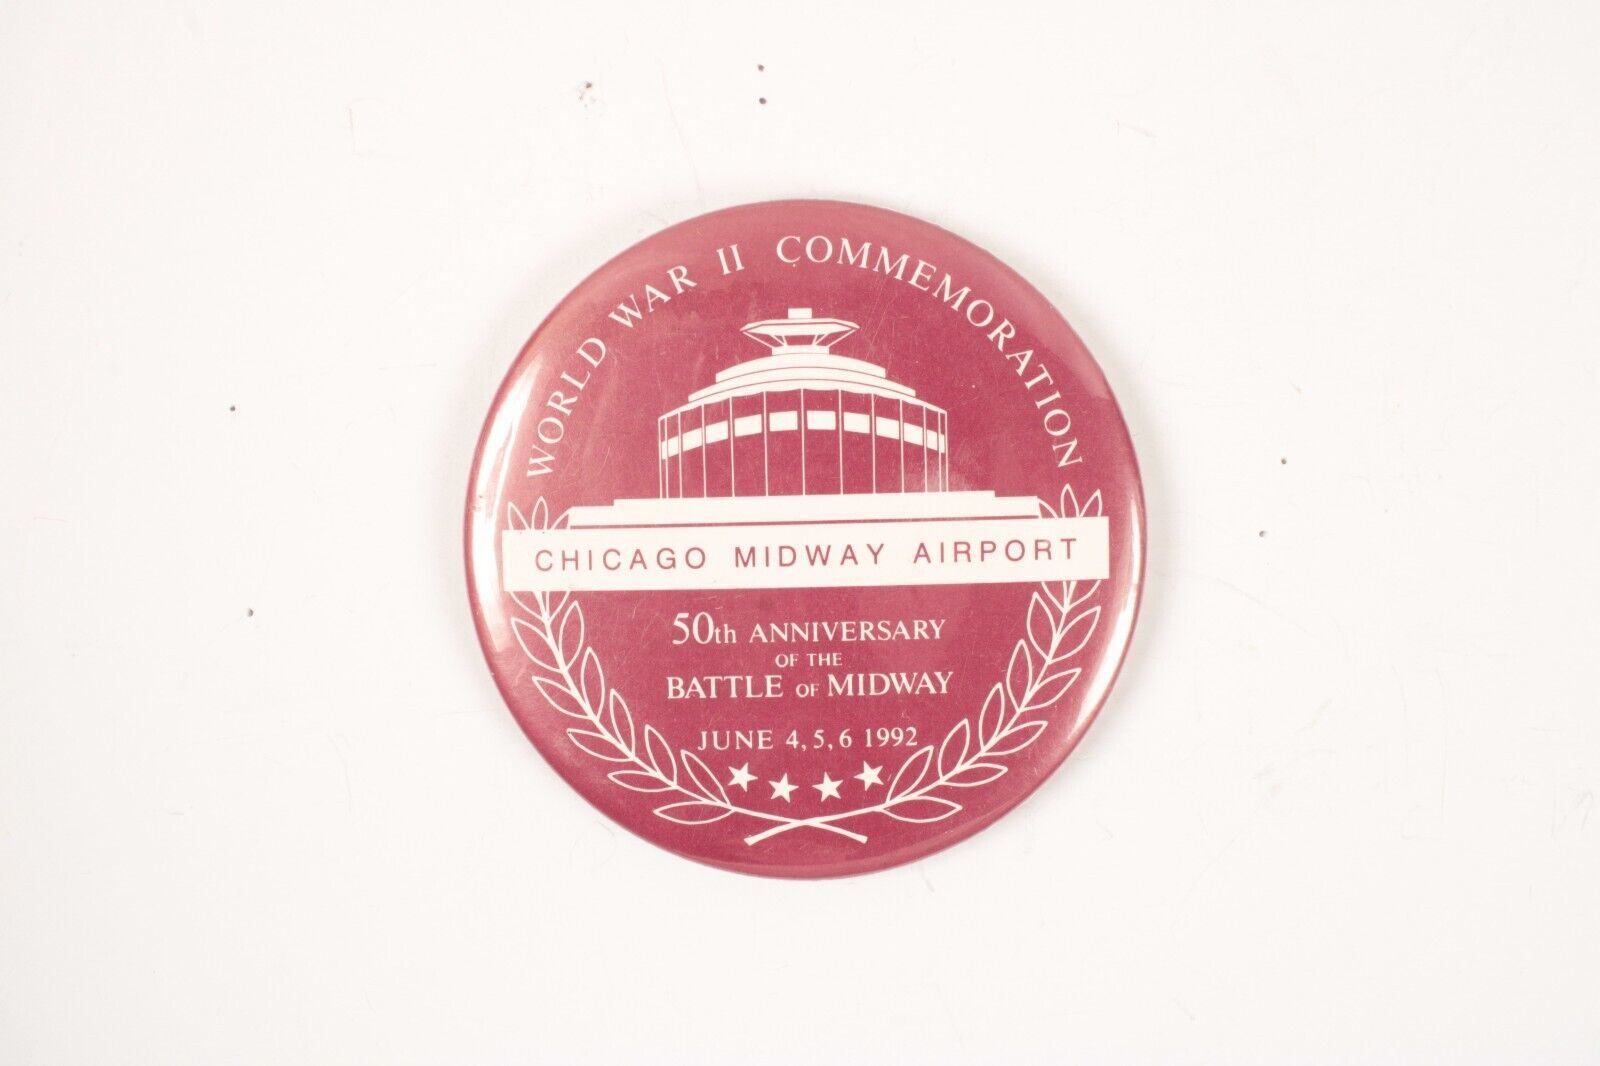 WORLD WAR II COMMEMORATION
CHICAGO MIDWAY AIRPORT
50th ANNIVERSARY
OF THE
BATTLE OF MIDWAY
JUNE 4, 5, 6 1992